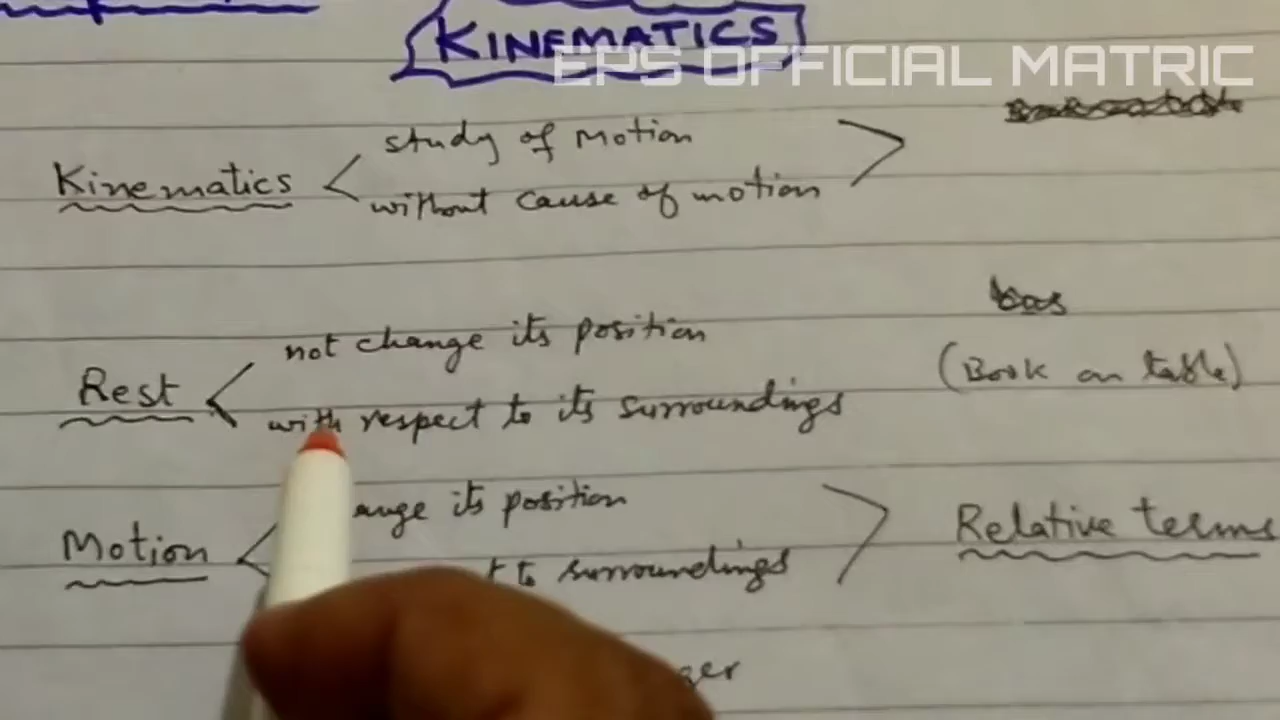 KINEMATICS
EPS OFFICIAL MATRIC
study of Motion
Kinematics
without cause of motion
not change its position
Rest
(Book on table)
with respect to its surroundings
ange its position
Motion
Relative terms
t to surroundings
ger